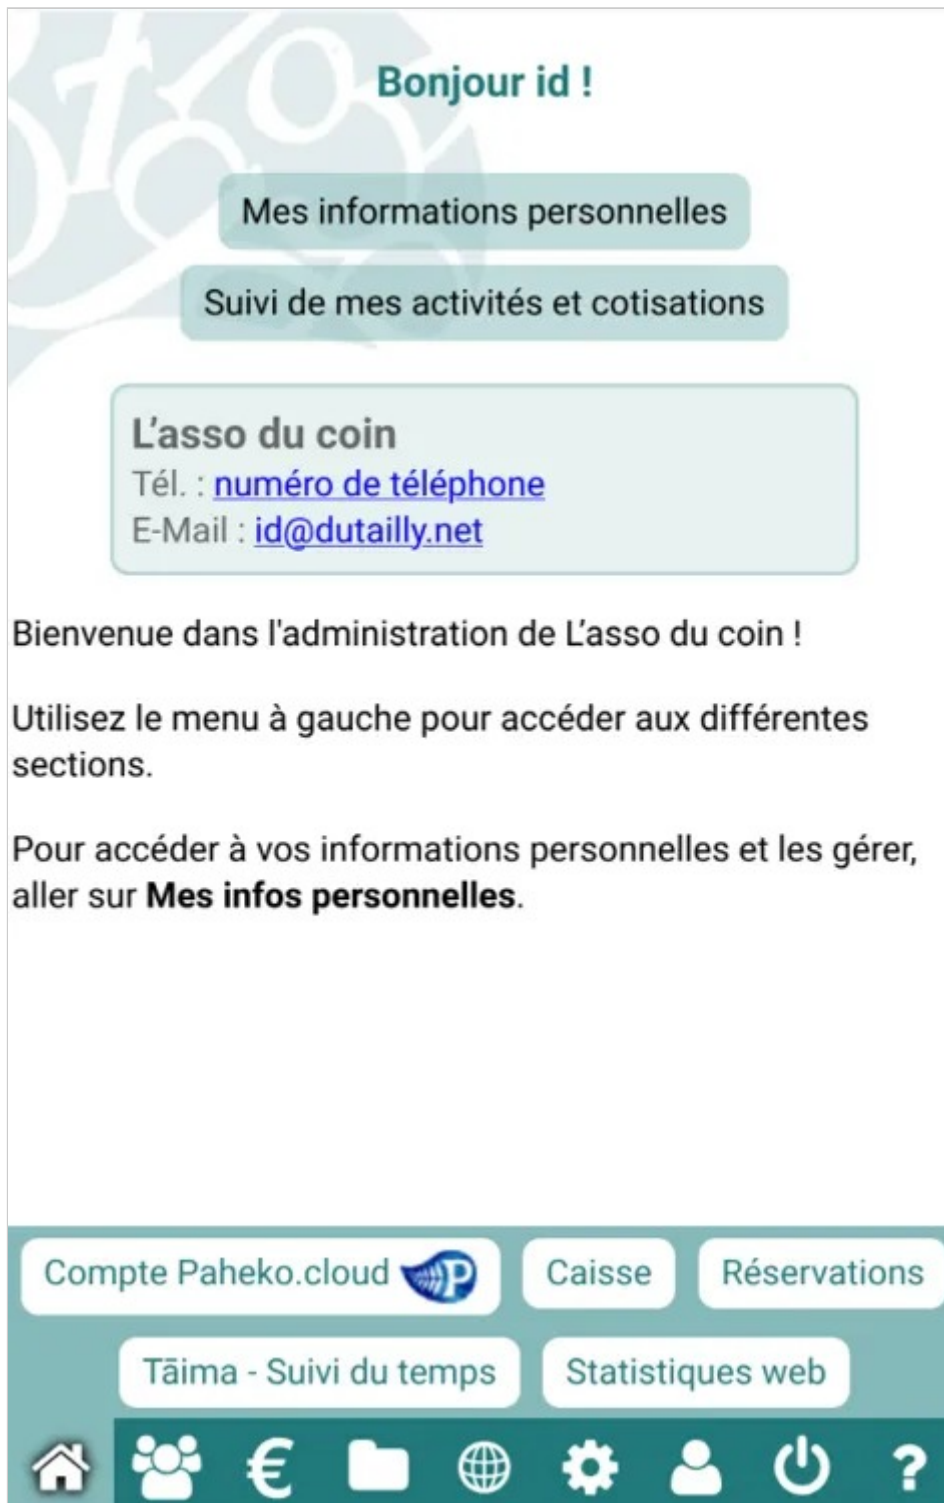 Bonjour id !
Mes informations personnelles
Suivi de mes activités et cotisations
L’asso du coin
Tél. : numéro de téléphone
E-Mail : id@dutailly.net
Bienvenue dans l'administration de L’asso du coin !
Utilisez le menu à gauche pour accéder aux différentes
sections.
Pour accéder à vos informations personnelles et les gérer,
aller sur Mes infos personnelles.
Compte Paheko.cloud P
Caisse
Réservations
Tāima - Suivi du temps
Statistiques web
€
?